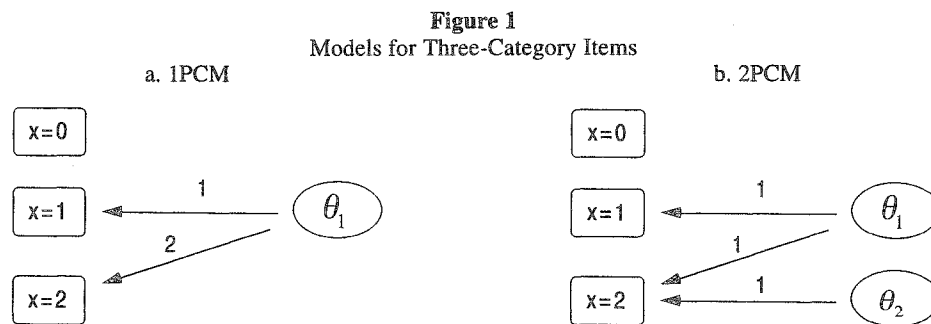 Figure 1
Models for Three-Category Items
a. 1PCM b. 2PCM
x=0 x=0
1 1
x=1 θ₁ x=1 θ₁
2 1
1
x=2 x=2 θ₂